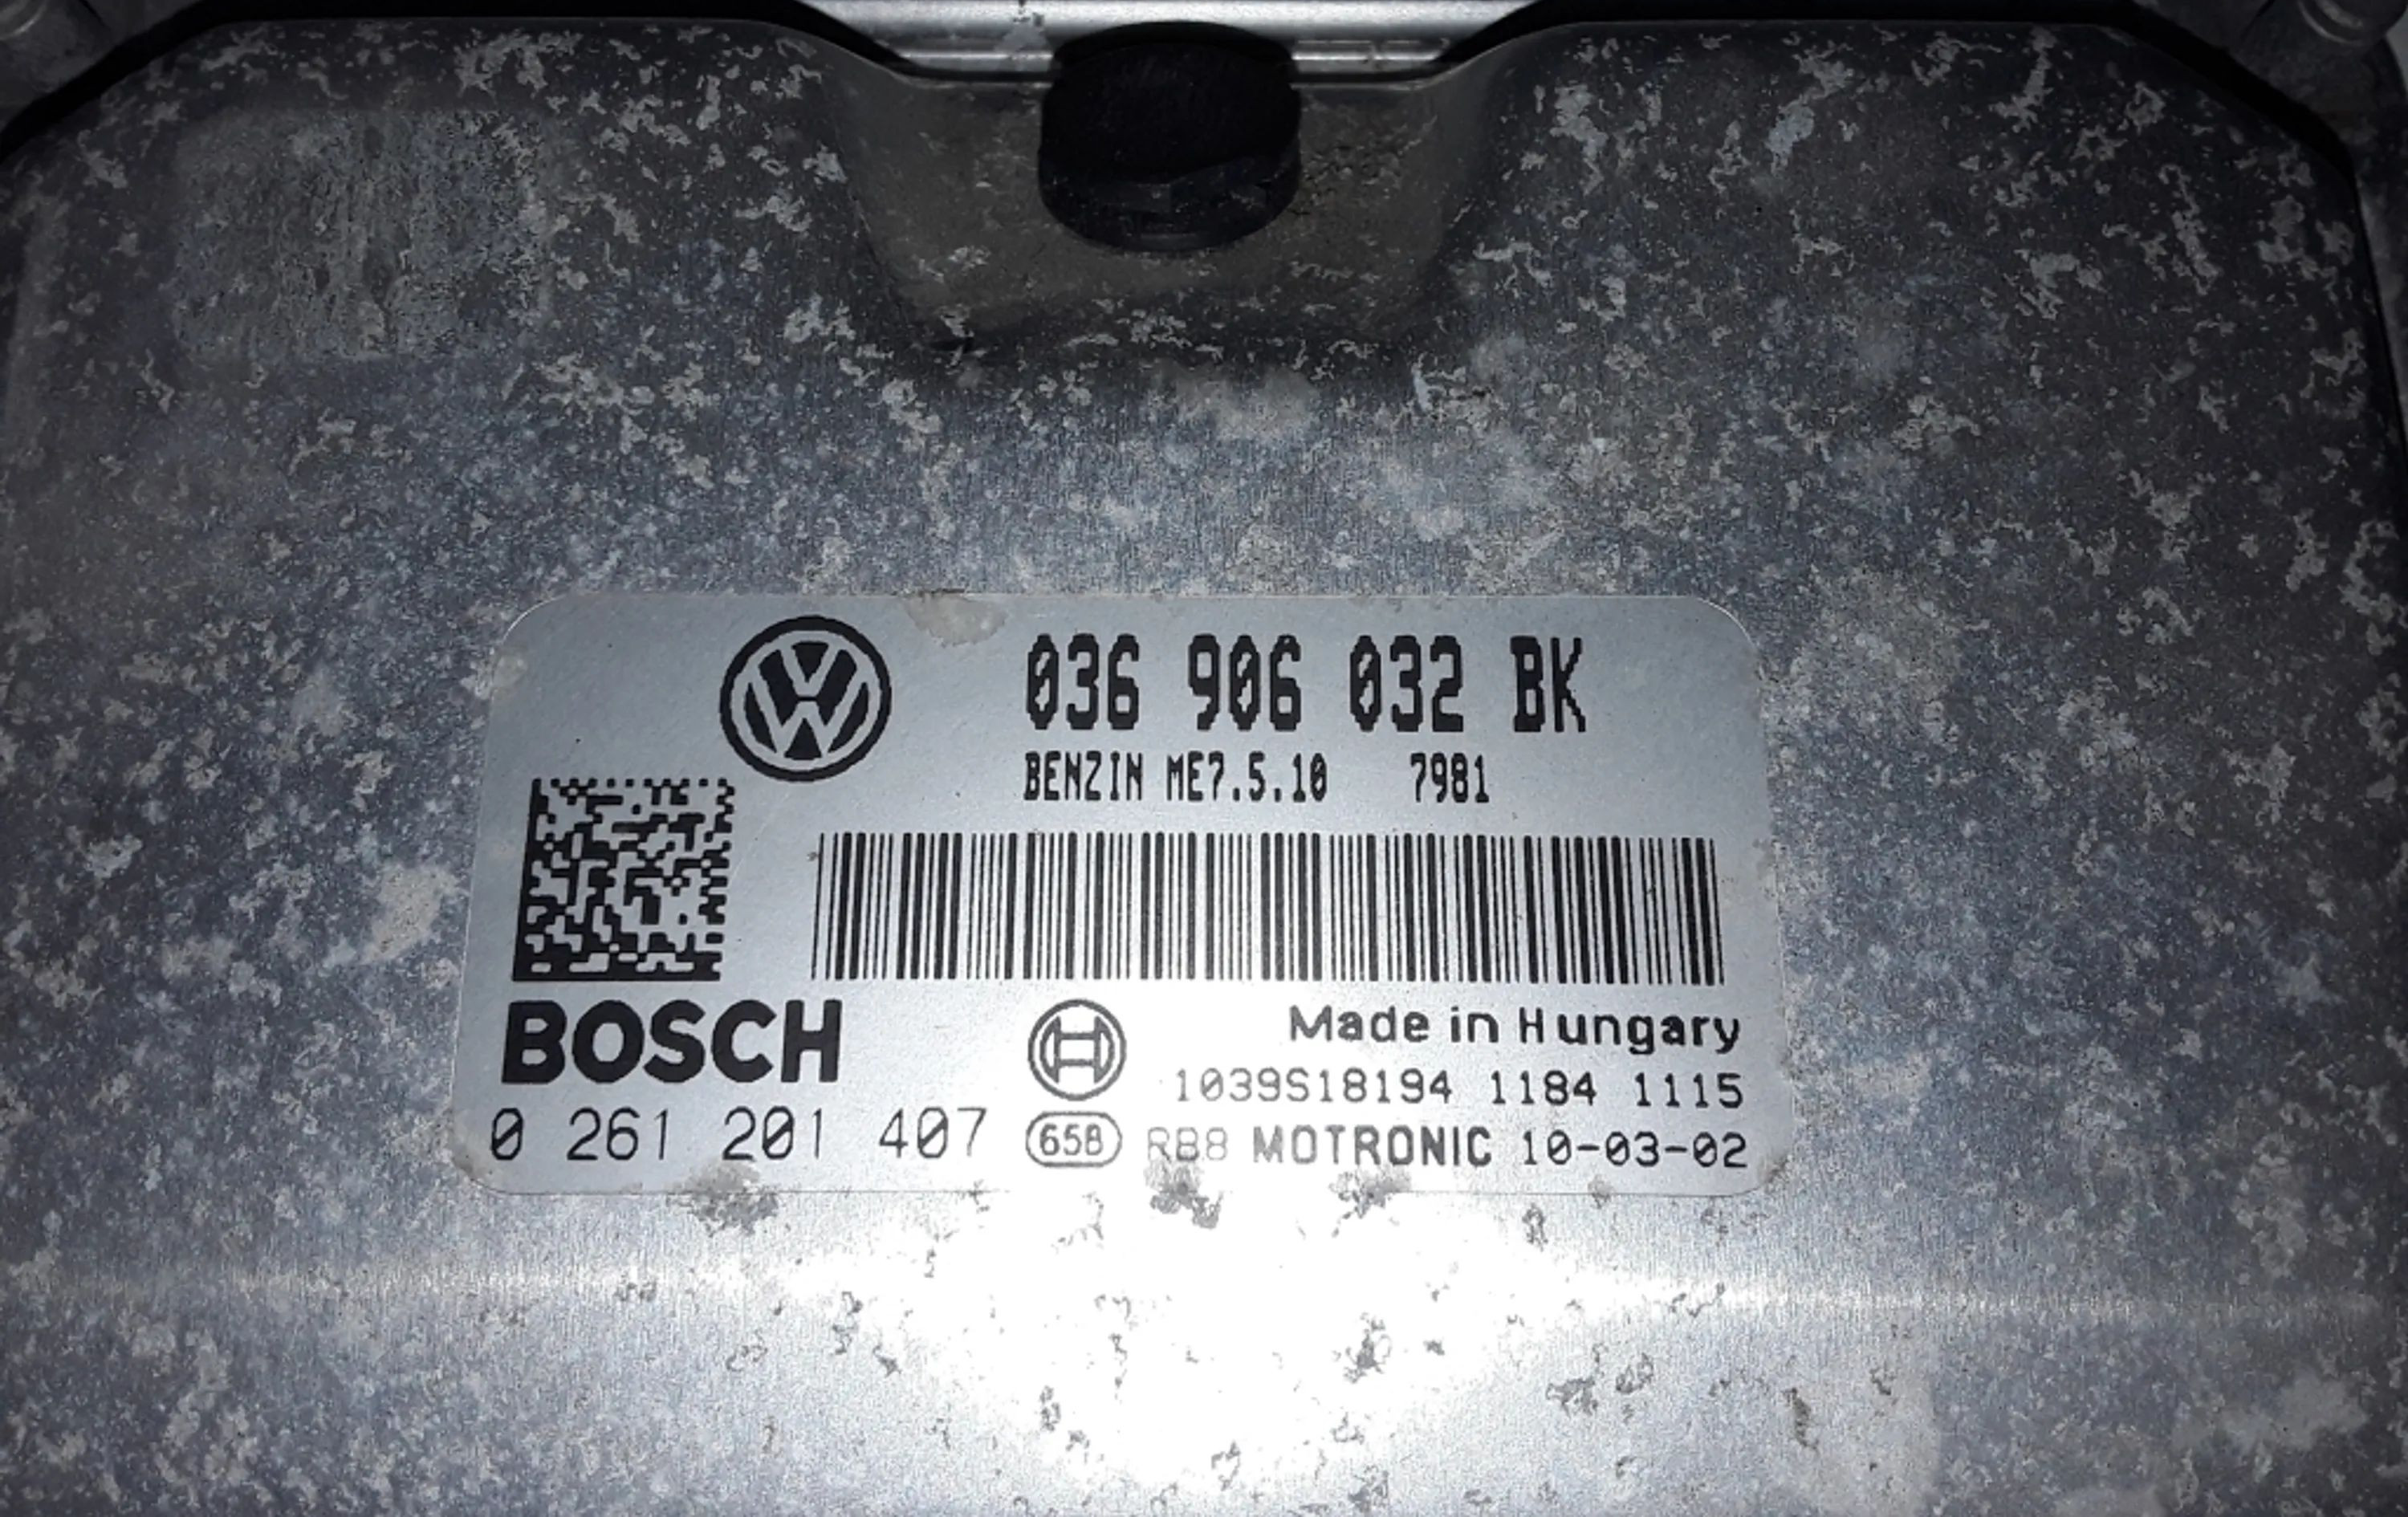 036 906 032 BK
BENZIN ME7.5.10 7981
BOSCH
Made in Hungary
1039S18194 1184 1115
0 261 201 407 65B RB8 MOTRONIC 10-03-02